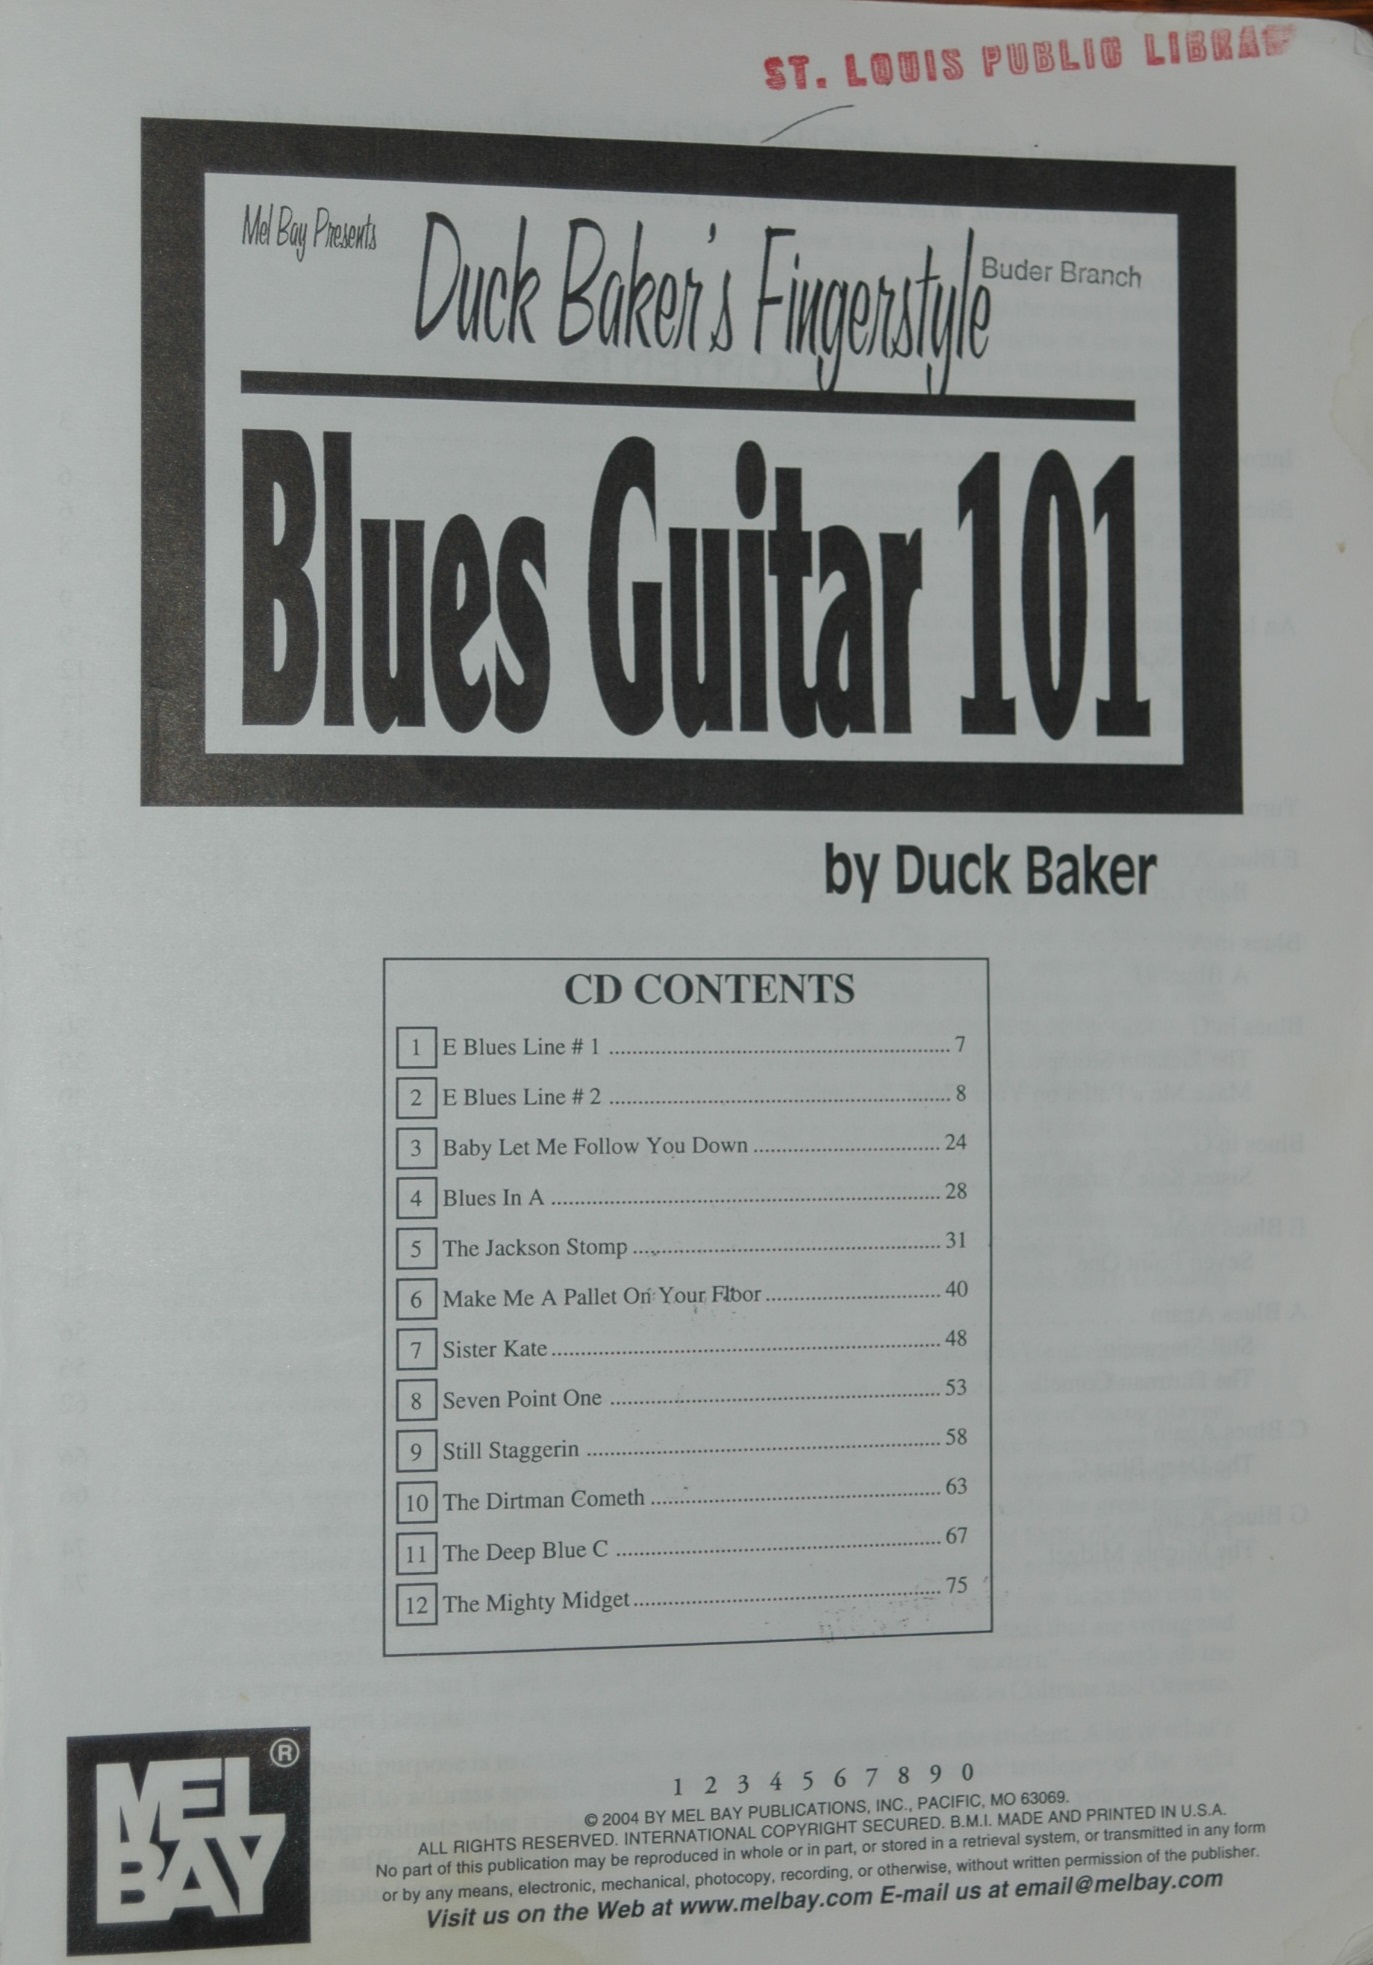 ST. LOUIS PUBLIC LIBRA
Mel Bay Presents
Duck Baker's Fingerstyle
Buder Branch
Blues Guitar 101
by Duck Baker
CD CONTENTS
1 E Blues Line # 1 ........ 7
2 E Blues Line # 2 ........ 8
3 Baby Let Me Follow You Down ........ 24
4 Blues In A ........ 28
5 The Jackson Stomp ........ 31
6 Make Me A Pallet On Your Floor ........ 40
7 Sister Kate ........ 48
8 Seven Point One ........ 53
9 Still Staggerin ........ 58
10 The Dirtman Cometh ........ 63
11 The Deep Blue C ........ 67
12 The Mighty Midget ........ 75
MEL BAY ®
1 2 3 4 5 6 7 8 9 0
© 2004 BY MEL BAY PUBLICATIONS, INC., PACIFIC, MO 63069.
ALL RIGHTS RESERVED. INTERNATIONAL COPYRIGHT SECURED. B.M.I. MADE AND PRINTED IN U.S.A.
No part of this publication may be reproduced in whole or in part, or stored in a retrieval system, or transmitted in any form
or by any means, electronic, mechanical, photocopy, recording, or otherwise, without written permission of the publisher.
Visit us on the Web at www.melbay.com E-mail us at email@melbay.com